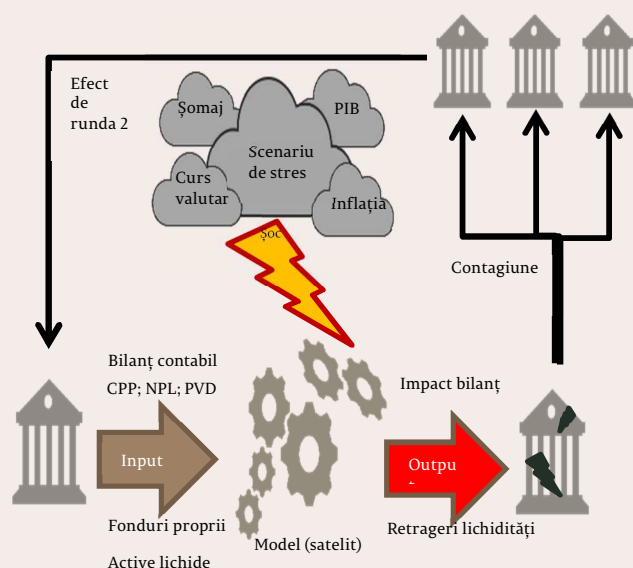 Efect
de
runda 2
Șomaj
PIB
Scenariu
de stres
Curs
valutar
Inflația
Șoc
Contagiune
Bilanț contabil
CPP; NPL; PVD
Impact bilanț
Input
Outpu
Fonduri proprii
Active lichide
Model (satelit)
Retrageri lichidități